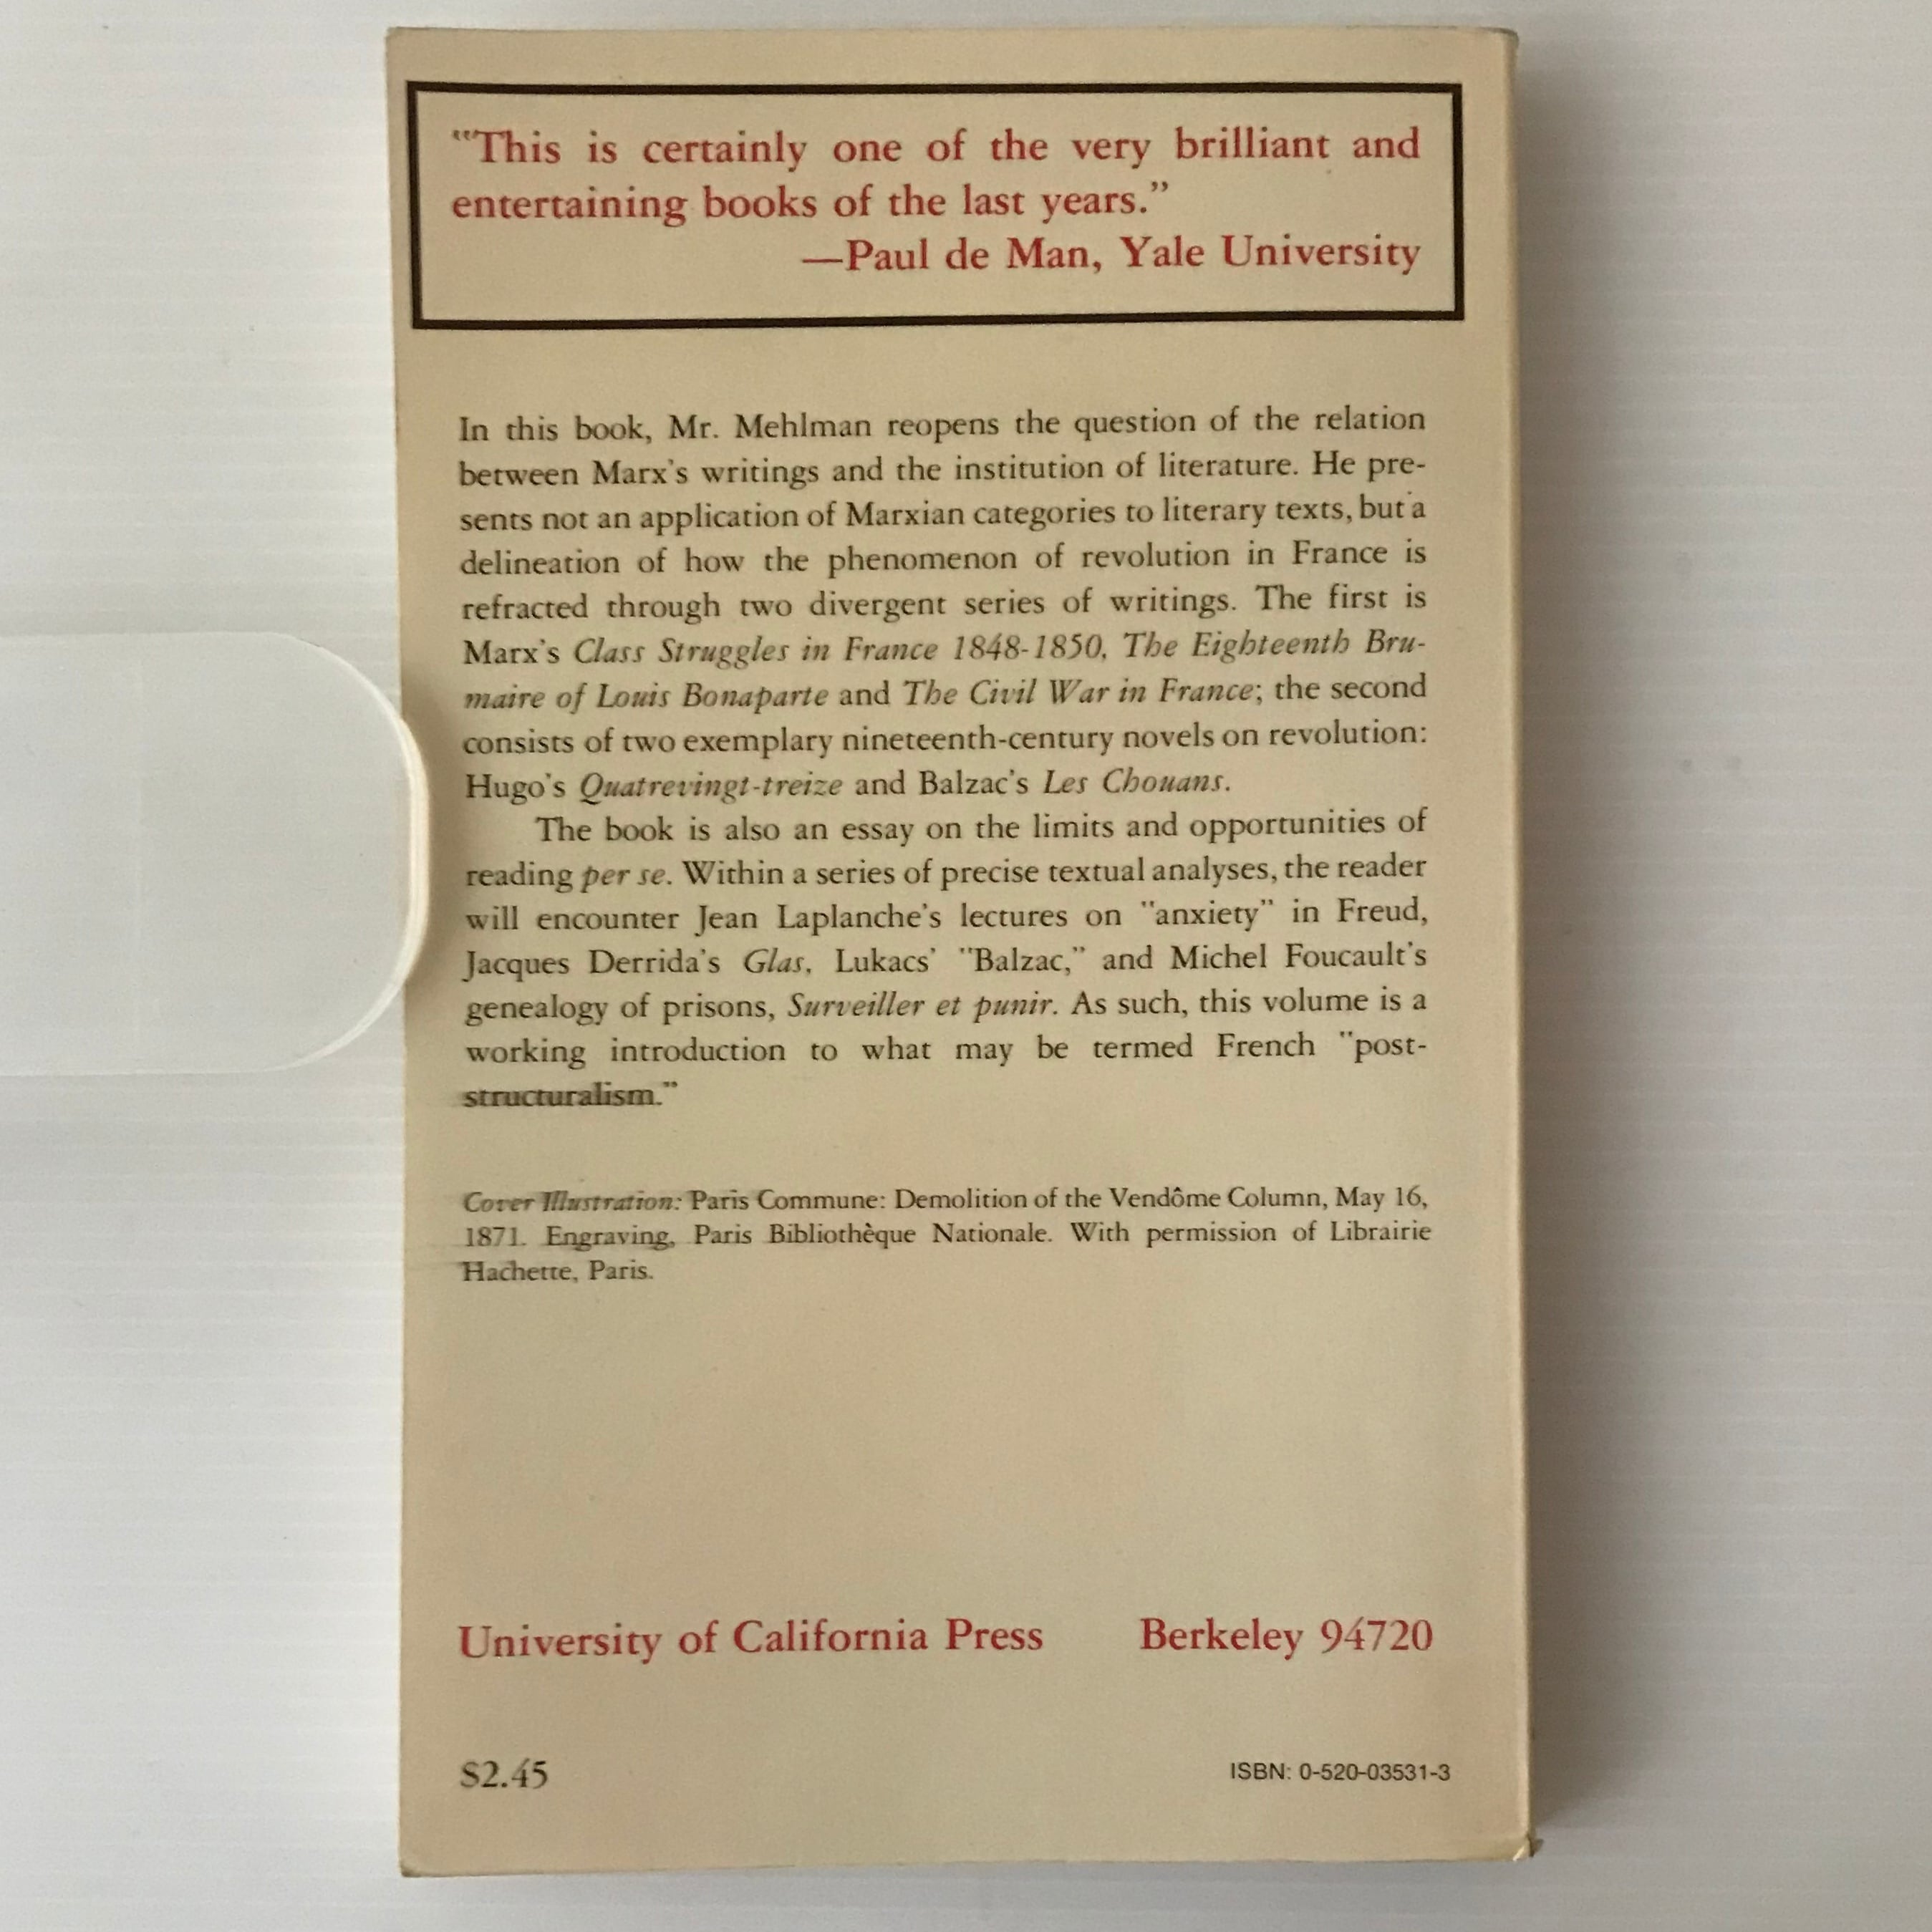 "This is certainly one of the very brilliant and
entertaining books of the last years."
—Paul de Man, Yale University
In this book, Mr. Mehlman reopens the question of the relation
between Marx's writings and the institution of literature. He pre-
sents not an application of Marxian categories to literary texts, but a
delineation of how the phenomenon of revolution in France is
refracted through two divergent series of writings. The first is
Marx's Class Struggles in France 1848-1850, The Eighteenth Bru-
maire of Louis Bonaparte and The Civil War in France; the second
consists of two exemplary nineteenth-century novels on revolution:
Hugo's Quatrevingt-treize and Balzac's Les Chouans.
The book is also an essay on the limits and opportunities of
reading per se. Within a series of precise textual analyses, the reader
will encounter Jean Laplanche's lectures on "anxiety" in Freud,
Jacques Derrida's Glas, Lukacs' "Balzac," and Michel Foucault's
genealogy of prisons, Surveiller et punir. As such, this volume is a
working introduction to what may be termed French "post-
structuralism."
Cover Illustration: Paris Commune: Demolition of the Vendôme Column, May 16,
1871. Engraving, Paris Bibliothèque Nationale. With permission of Librairie
Hachette, Paris.
University of California Press Berkeley 94720
$2.45 ISBN: 0-520-03531-3